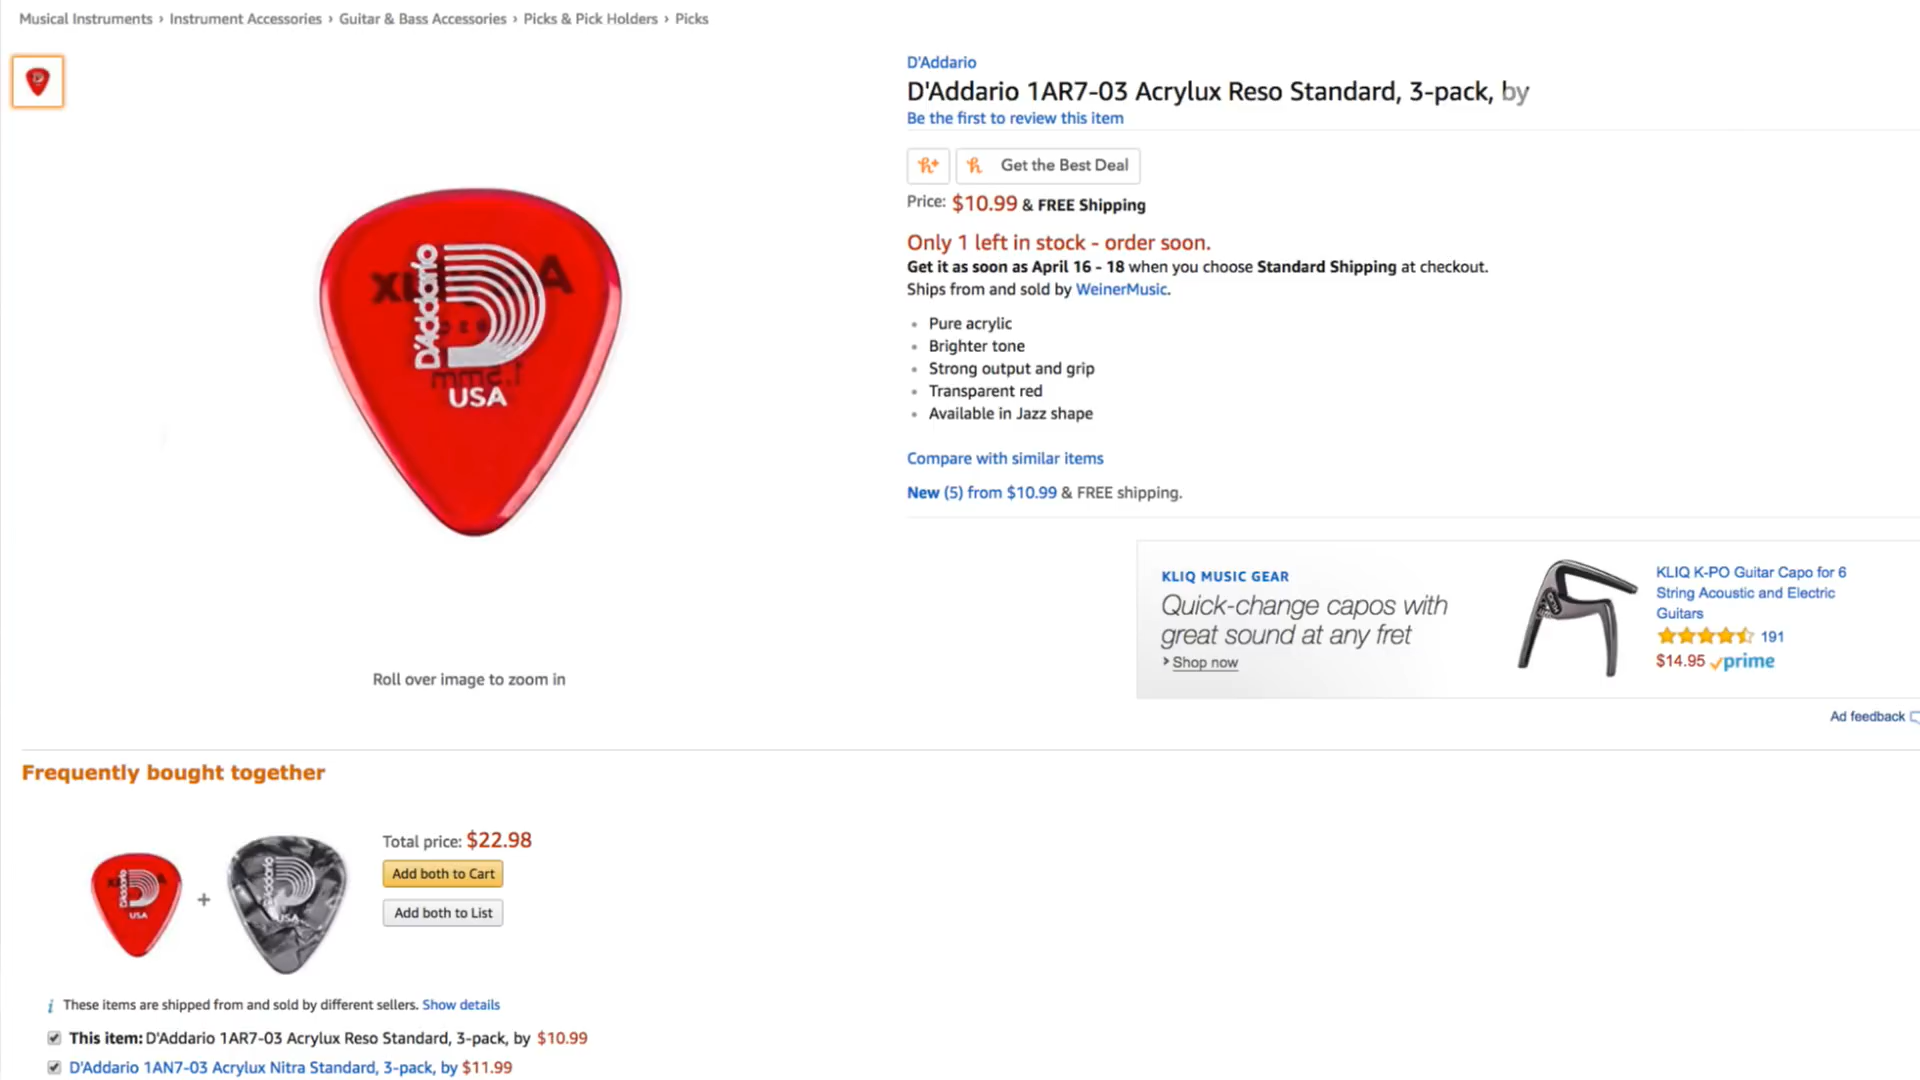 Musical Instruments › Instrument Accessories › Guitar & Bass Accessories › Picks & Pick Holders › Picks
D'Addario
D'Addario 1AR7-03 Acrylux Reso Standard, 3-pack, by
Be the first to review this item
Get the Best Deal
Price: $10.99 & FREE Shipping
Only 1 left in stock - order soon.
Get it as soon as April 16 - 18 when you choose Standard Shipping at checkout.
Ships from and sold by WeinerMusic.
Pure acrylic
Brighter tone
Strong output and grip
Transparent red
Available in Jazz shape
Compare with similar items
New (5) from $10.99 & FREE shipping.
D'Addario
1.5mm
USA
Roll over image to zoom in
KLIQ MUSIC GEAR
Quick-change capos with
great sound at any fret
› Shop now
KLIQ K-PO Guitar Capo for 6
String Acoustic and Electric
Guitars
191
$14.95 prime
Ad feedback
Frequently bought together
D'Addario
USA
+
D'Addario
USA
Total price: $22.98
Add both to Cart
Add both to List
These items are shipped from and sold by different sellers. Show details
This item: D'Addario 1AR7-03 Acrylux Reso Standard, 3-pack, by $10.99
D'Addario 1AN7-03 Acrylux Nitra Standard, 3-pack, by $11.99